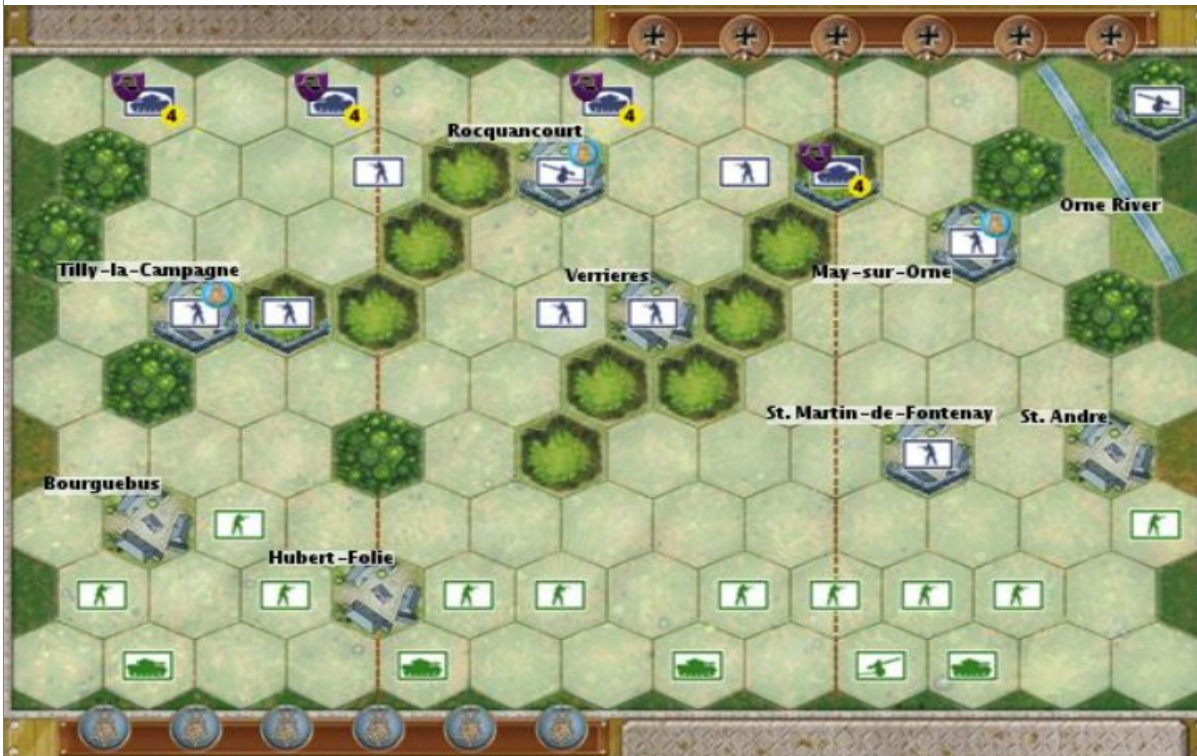 4
4
4
Rocquancourt
4
Orne River
Tilly-la-Campagne
Verrieres
May-sur-Orne
St. Martin-de-Fontenay
St. Andre
Bourguebus
Hubert-Folie